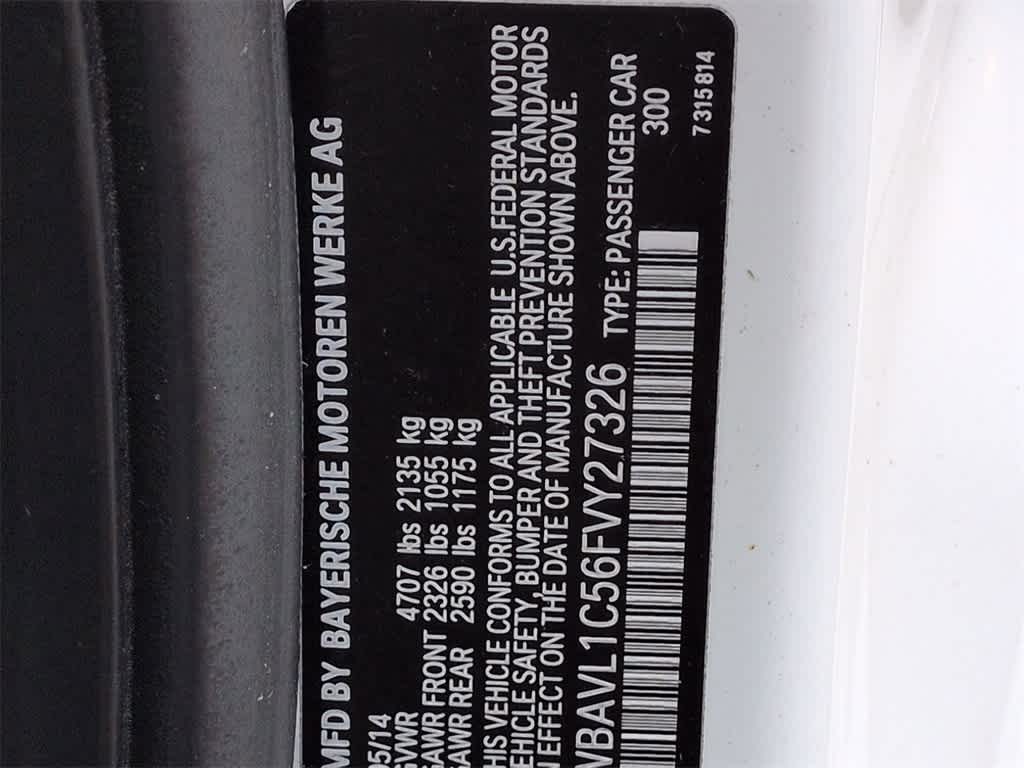 MFD BY BAYERISCHE MOTOREN WERKE AG
05/14
GVWR 4707 lbs 2135 kg
GAWR FRONT 2326 lbs 1055 kg
GAWR REAR 2590 lbs 1175 kg
THIS VEHICLE CONFORMS TO ALL APPLICABLE U.S. FEDERAL MOTOR
VEHICLE SAFETY, BUMPER AND THEFT PREVENTION STANDARDS
IN EFFECT ON THE DATE OF MANUFACTURE SHOWN ABOVE.
WBAVL1C56FVY27326 TYPE: PASSENGER CAR
300
7315814